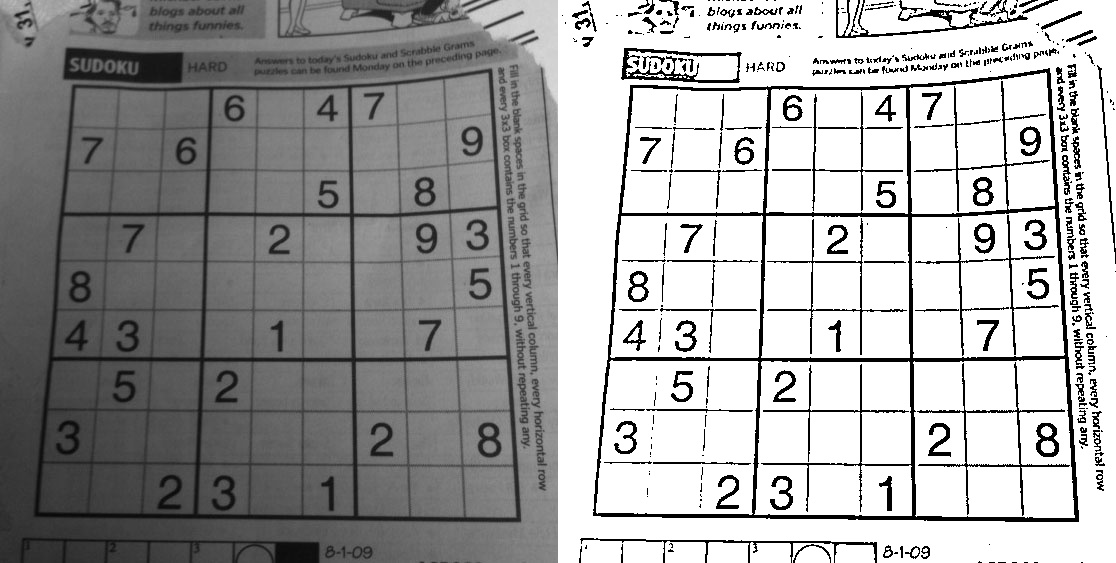 blogs about all
things funnies.
SUDOKU HARD
Answers to today's Sudoku and Scrabble Grams
puzzles can be found Monday on the preceding page.
Fill in the blank spaces in the grid so that every vertical column, every horizontal row
and every 3x3 box contains the numbers 1 through 9, without repeating any.
6 4 7
7 6 9
5 8
7 2 9 3
8 5
4 3 1 7
5 2
3 2 8
2 3 1
1 2 3
8-1-09
blogs about all
things funnies.
SUDOKU HARD
Answers to today's Sudoku and Scrabble Grams
puzzles can be found Monday on the preceding page.
Fill in the blank spaces in the grid so that every vertical column, every horizontal row
and every 3x3 box contains the numbers 1 through 9, without repeating any.
6 4 7
7 6 9
5 8
7 2 9 3
8 5
4 3 1 7
5 2
3 2 8
2 3 1
2 3
8-1-09